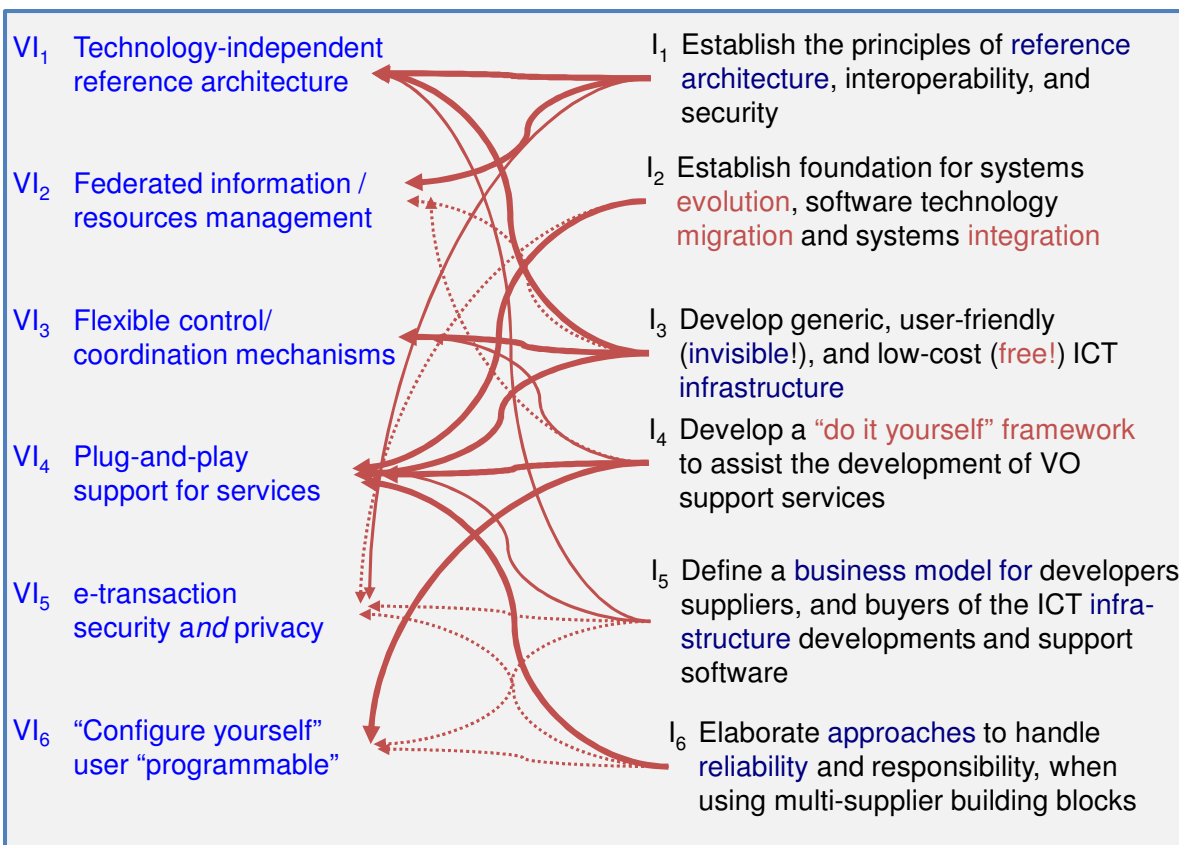 VI1 Technology-independent
reference architecture
VI2 Federated information /
resources management
VI3 Flexible control/
coordination mechanisms
VI4 Plug-and-play
support for services
VI5 e-transaction
security and privacy
VI6 “Configure yourself”
user “programmable”
I1 Establish the principles of reference
architecture, interoperability, and
security
I2 Establish foundation for systems
evolution, software technology
migration and systems integration
I3 Develop generic, user-friendly
(invisible!), and low-cost (free!) ICT
infrastructure
I4 Develop a “do it yourself” framework
to assist the development of VO
support services
I5 Define a business model for developers
suppliers, and buyers of the ICT infra-
structure developments and support
software
I6 Elaborate approaches to handle
reliability and responsibility, when
using multi-supplier building blocks